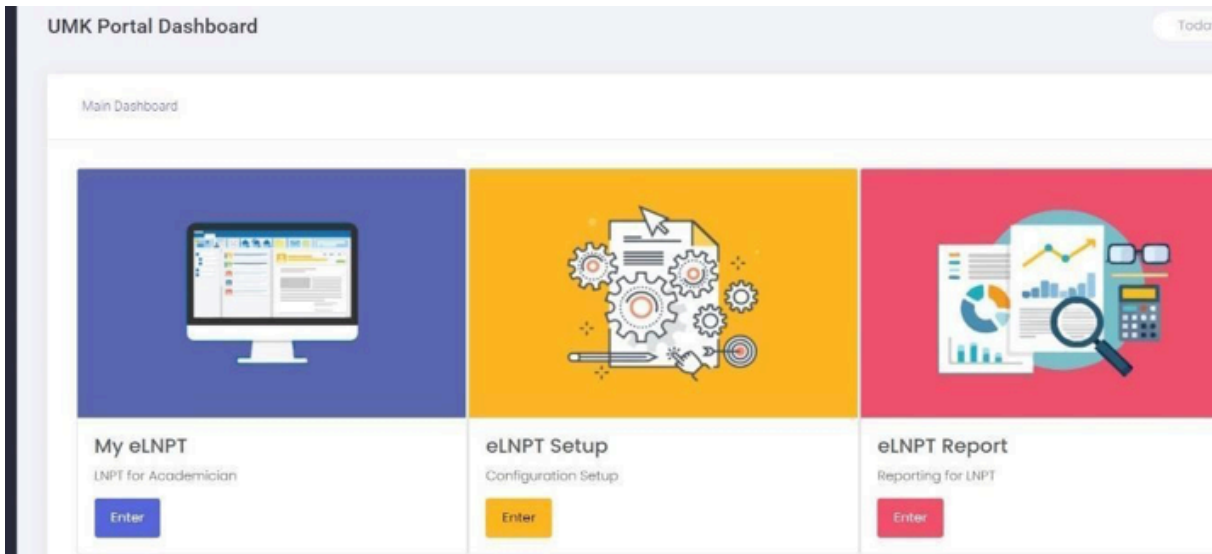 UMK Portal Dashboard
Toda
Main Dashboard
My eLNPT
LNPT for Academician
Enter
eLNPT Setup
Configuration Setup
Enter
eLNPT Report
Reporting for LNPT
Enter